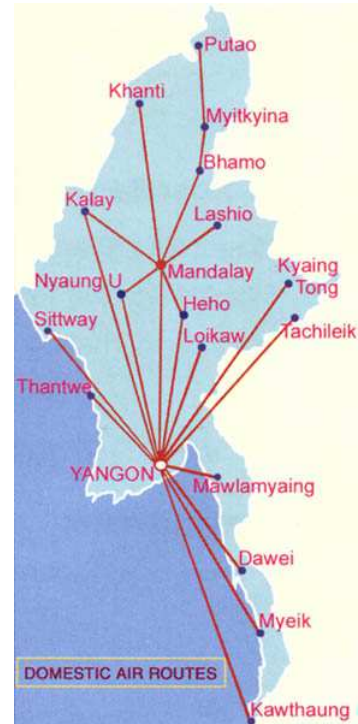 Putao
Khanti
Myitkyina
Bhamo
Kalay
Lashio
Mandalay
Kyaing
Tong
Nyaung U
Heho
Sittway
Loikaw
Tachileik
Thantwe
YANGON
Mawlamyaing
Dawei
Myeik
DOMESTIC AIR ROUTES
Kawthaung